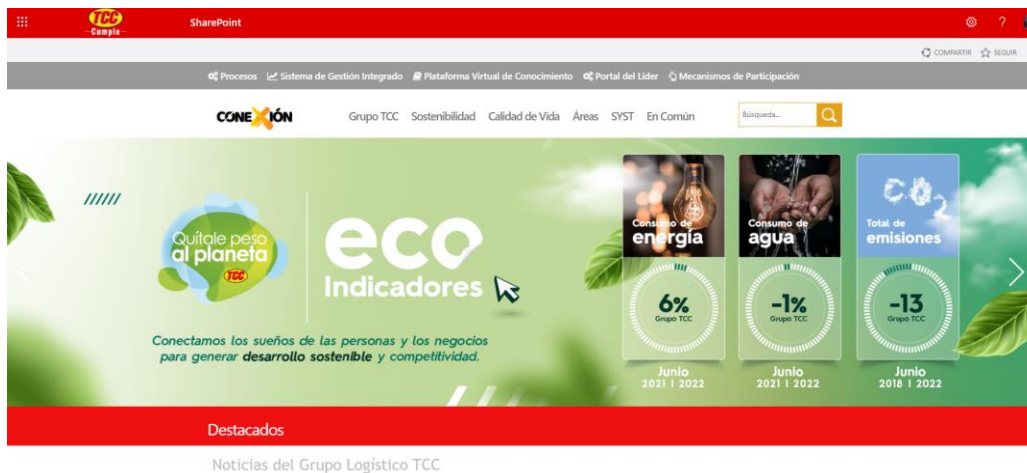 TCC
Cumple
SharePoint
?
COMPARTIR SEGUIR
Procesos Sistema de Gestión Integrado Plataforma Virtual de Conocimiento Portal del Líder Mecanismos de Participación
CONEXIÓN
Grupo TCC Sostenibilidad Calidad de Vida Áreas SYST En Común
Búsqueda...
Quítale peso
al planeta
TCC
eco
Indicadores
Conectamos los sueños de las personas y los negocios
para generar desarrollo sostenible y competitividad.
Consumo de
energía
6%
Grupo TCC
Junio
2021 | 2022
Consumo de
agua
-1%
Grupo TCC
Junio
2021 | 2022
CO2
Total de
emisiones
-13
Grupo TCC
Junio
2018 | 2022
Destacados
Noticias del Grupo Logístico TCC